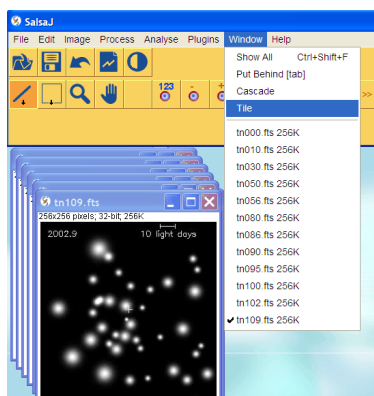 SalsaJ
File Edit Image Process Analyse Plugins Window Help
Show All Ctrl+Shift+F
Put Behind [tab]
Cascade
Tile
123
>>
tn000.fts 256K
tn010.fts 256K
tn030.fts 256K
tn050.fts 256K
tn056.fts 256K
tn080.fts 256K
tn086.fts 256K
tn090.fts 256K
tn095.fts 256K
tn100.fts 256K
tn102.fts 256K
tn109.fts 256K
tn109.fts
256x256 pixels; 32-bit; 256K
2002.9 10 light days